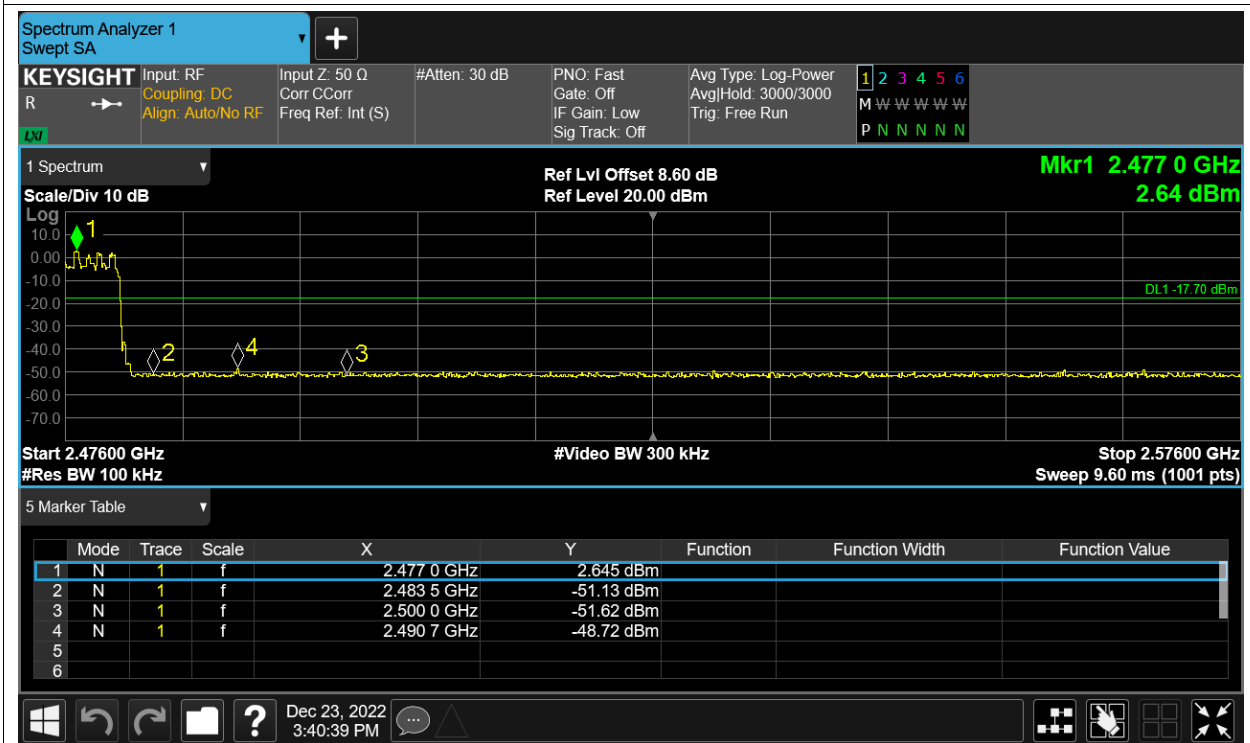 Spectrum Analyzer 1
Swept SA
+
KEYSIGHT Input: RF Input Z: 50 Ω #Atten: 30 dB PNO: Fast Avg Type: Log-Power 1 2 3 4 5 6
R Coupling: DC Corr CCorr Gate: Off Avg|Hold: 3000/3000 M W W W W W
Align: Auto/No RF Freq Ref: Int (S) IF Gain: Low Trig: Free Run
LXI Sig Track: Off P N N N N N
1 Spectrum Ref Lvl Offset 8.60 dB Mkr1 2.477 0 GHz
Scale/Div 10 dB Ref Level 20.00 dBm 2.64 dBm
Log
10.0 1
0.00
-10.0
DL1 -17.70 dBm
-20.0
-30.0
-40.0 2 4 3
-50.0
-60.0
-70.0
Start 2.47600 GHz #Video BW 300 kHz Stop 2.57600 GHz
#Res BW 100 kHz Sweep 9.60 ms (1001 pts)
5 Marker Table
Mode Trace Scale X Y Function Function Width Function Value
1 N 1 f 2.477 0 GHz 2.645 dBm
2 N 1 f 2.483 5 GHz -51.13 dBm
3 N 1 f 2.500 0 GHz -51.62 dBm
4 N 1 f 2.490 7 GHz -48.72 dBm
5
6
? Dec 23, 2022
3:40:39 PM